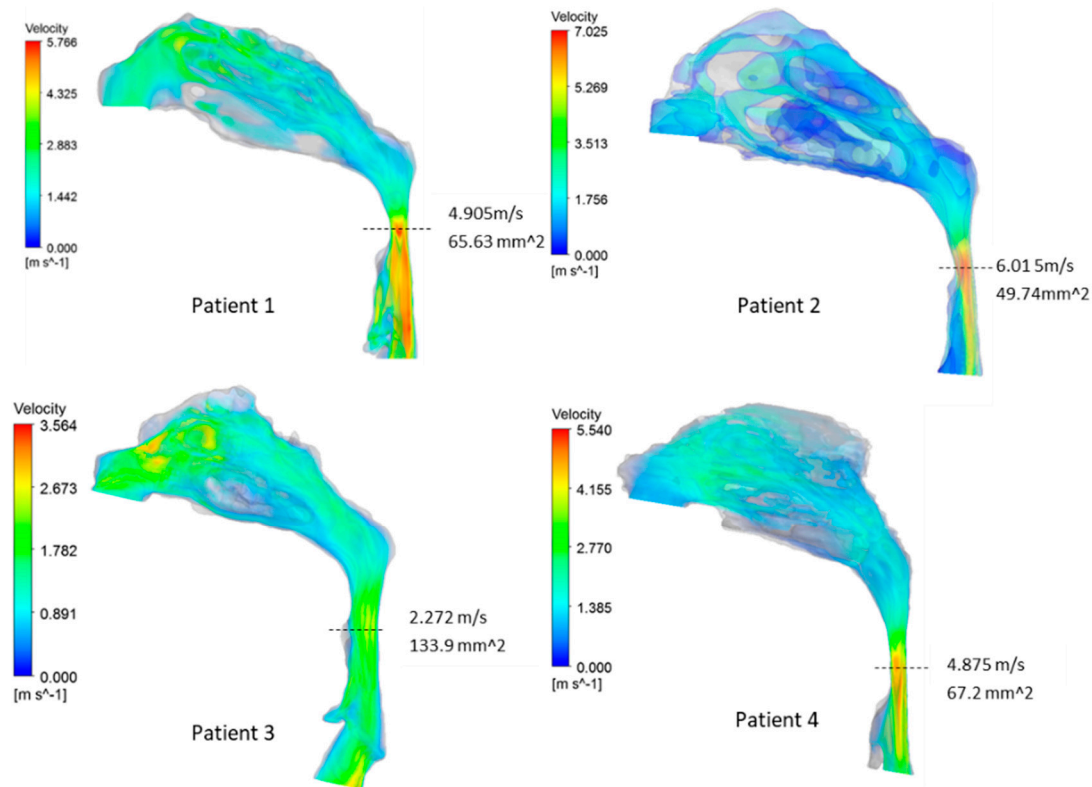 Velocity
5.766
4.325
2.883
1.442
0.000
[m s^-1]
4.905m/s
65.63 mm^2
Patient 1
Velocity
7.025
5.269
3.513
1.756
0.000
[m s^-1]
6.015m/s
49.74mm^2
Patient 2
Velocity
3.564
2.673
1.782
0.891
0.000
[m s^-1]
2.272 m/s
133.9 mm^2
Patient 3
Velocity
5.540
4.155
2.770
1.385
0.000
[m s^-1]
4.875 m/s
67.2 mm^2
Patient 4